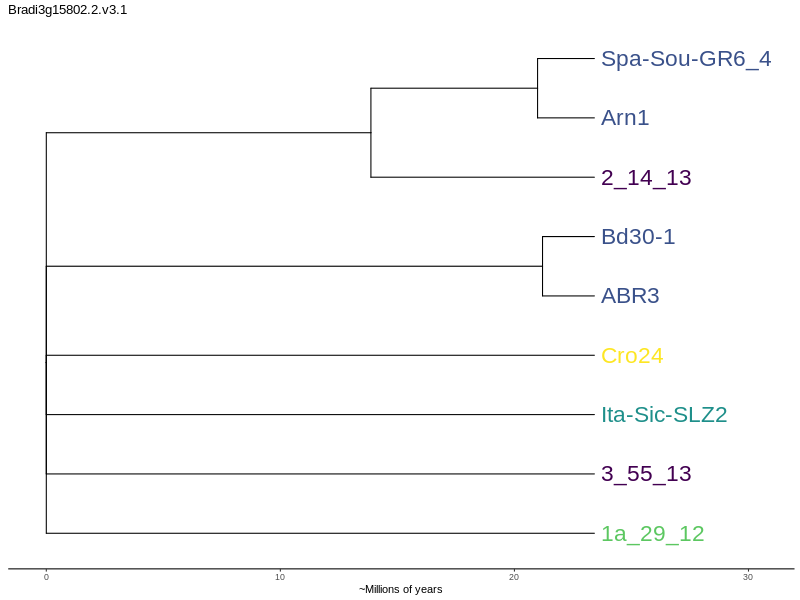 Bradi3g15802.2.v3.1
Spa-Sou-GR6_4
Arn1
2_14_13
Bd30-1
ABR3
Cro24
Ita-Sic-SLZ2
3_55_13
1a_29_12
0 10 20 30
~Millions of years